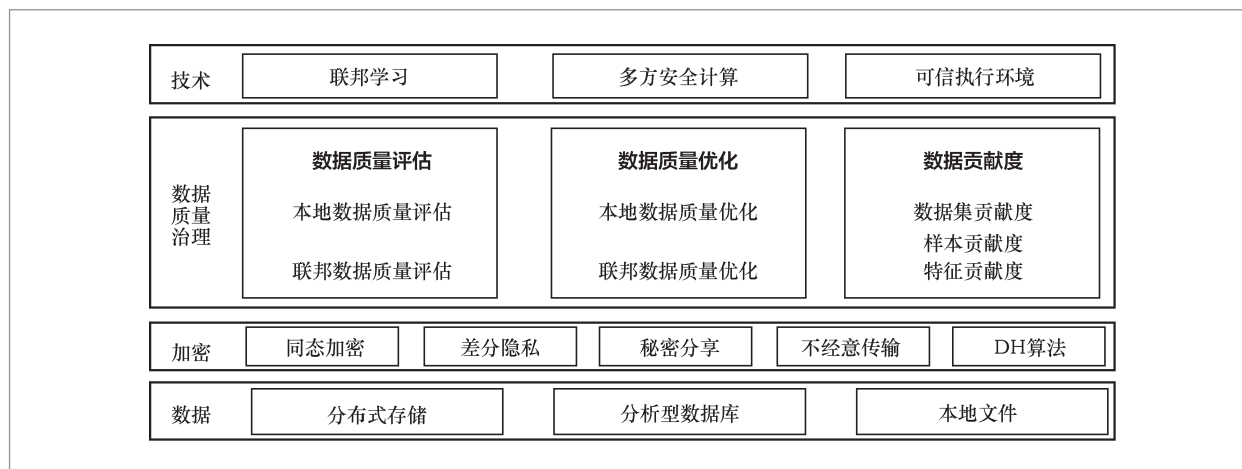 技术
联邦学习
多方安全计算
可信执行环境
数据
质量
治理
数据质量评估
本地数据质量评估
联邦数据质量评估
数据质量优化
本地数据质量优化
联邦数据质量优化
数据贡献度
数据集贡献度
样本贡献度
特征贡献度
加密
同态加密
差分隐私
秘密分享
不经意传输
DH算法
数据
分布式存储
分析型数据库
本地文件